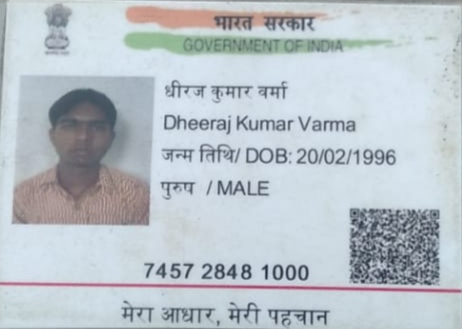 भारत सरकार
GOVERNMENT OF INDIA
धीरज कुमार वर्मा
Dheeraj Kumar Varma
जन्म तिथि/ DOB: 20/02/1996
पुरुष / MALE
7457 2848 1000
मेरा आधार, मेरी पहचान